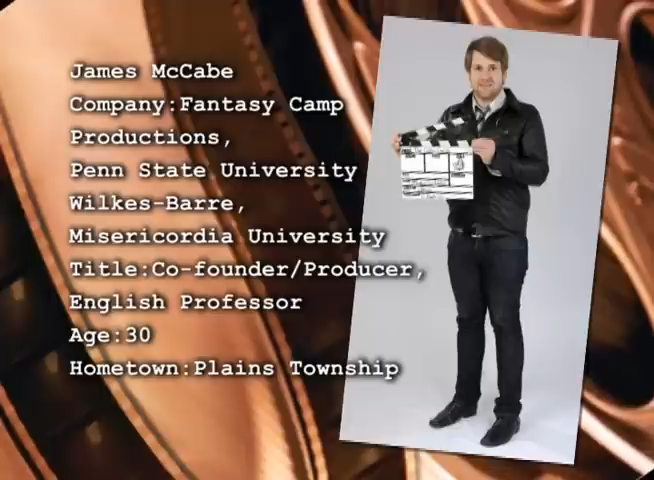 James McCabe
Company:Fantasy Camp
Productions,
Penn State University
Wilkes-Barre,
Misericordia University
Title:Co-founder/Producer,
English Professor
Age:30
Hometown:Plains Township